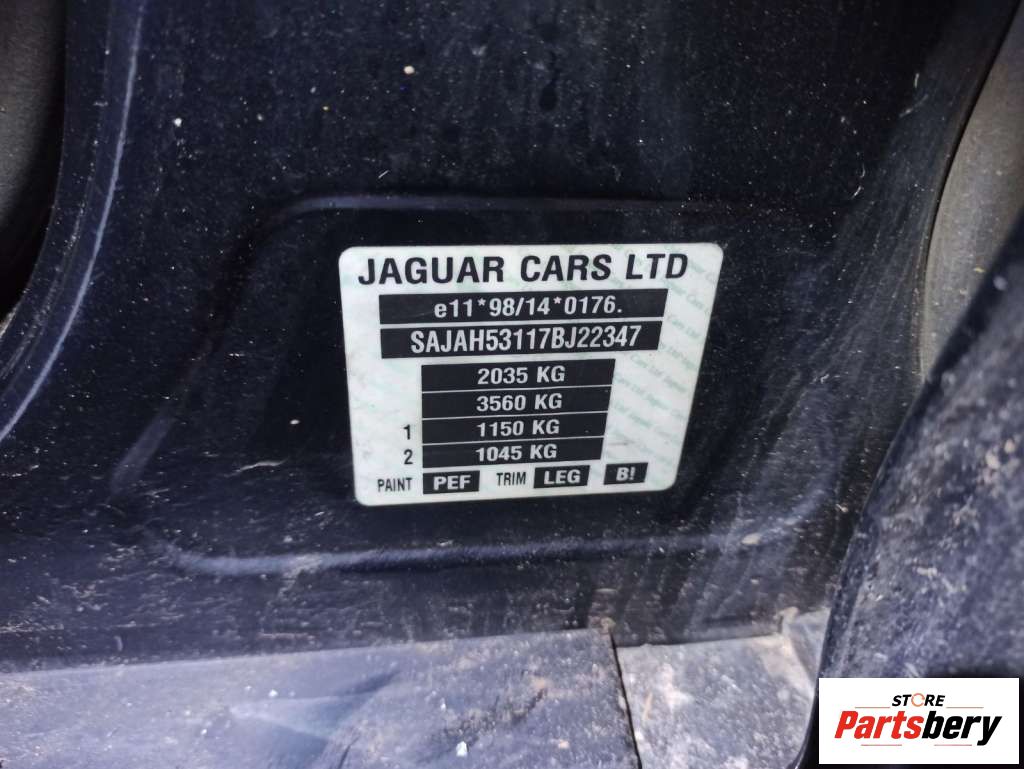 JAGUAR CARS LTD
e11*98/14*0176.
SAJAH53117BJ22347
2035 KG
3560 KG
1 1150 KG
2 1045 KG
PAINT PEF TRIM LEG B!
STORE
Partsbery